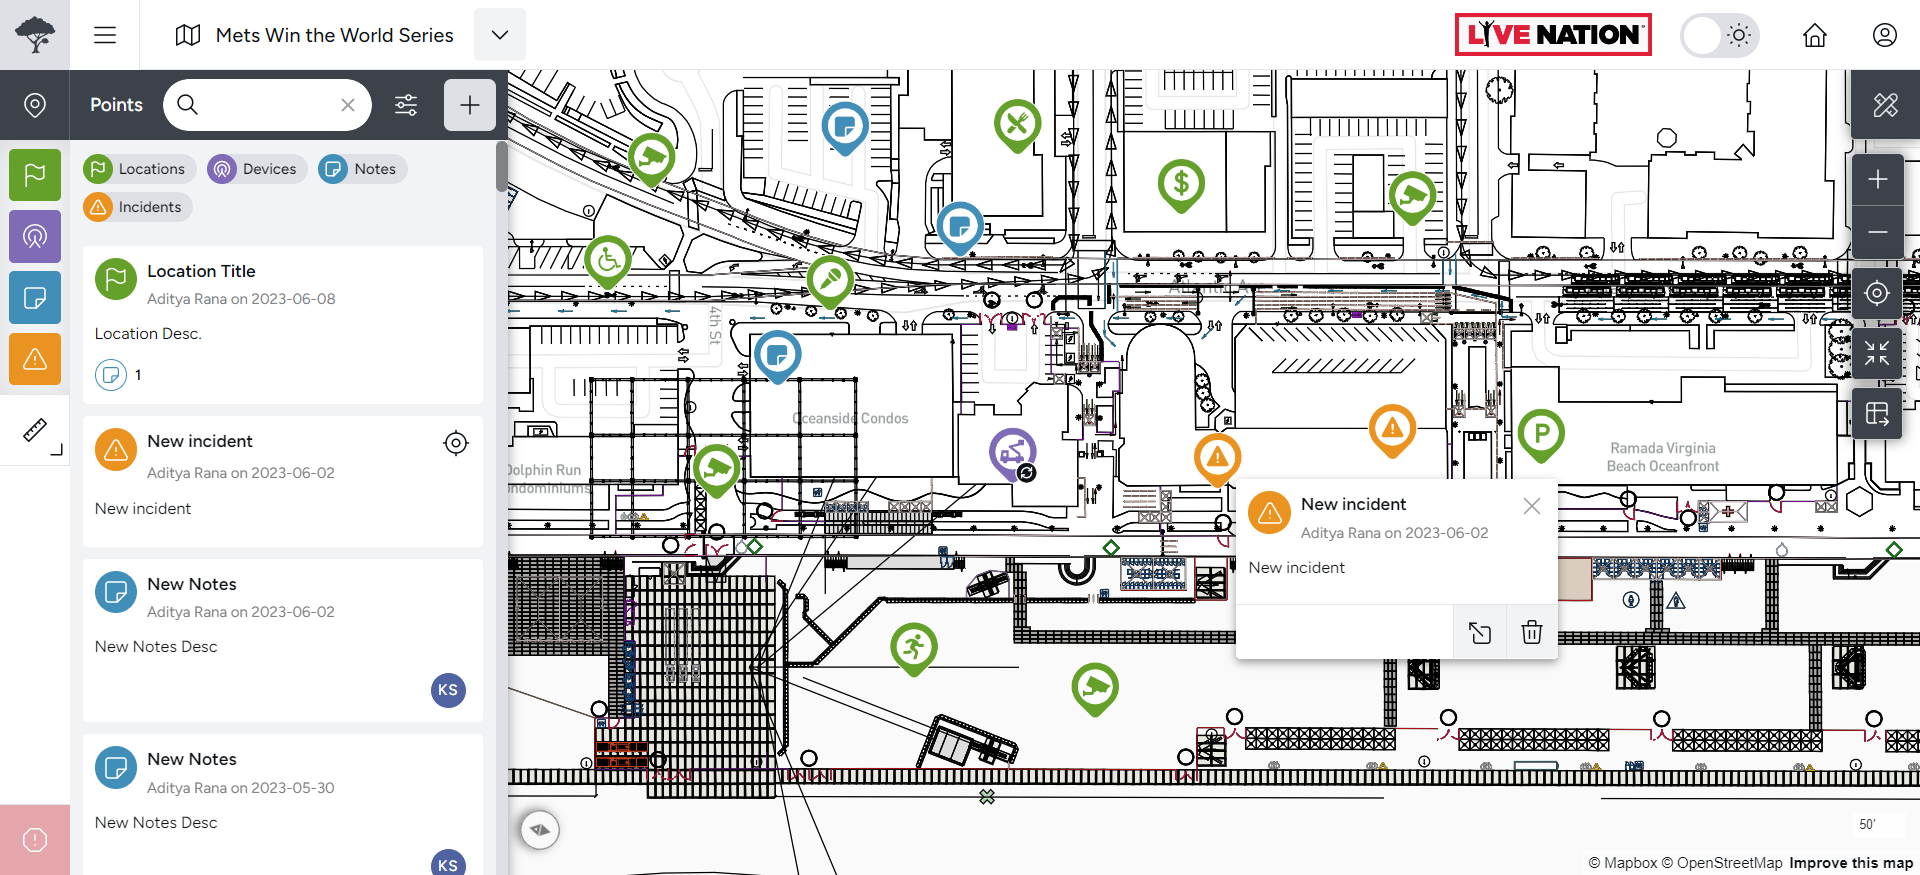 Mets Win the World Series
LIVE NATION
Points
Locations
Devices
Notes
Incidents
Location Title
Aditya Rana on 2023-06-08
Location Desc.
1
New incident
Aditya Rana on 2023-06-02
New incident
New Notes
Aditya Rana on 2023-06-02
New Notes Desc
KS
New Notes
Aditya Rana on 2023-05-30
New Notes Desc
KS
4th St
Oceanside Condos
Dolphin Run
P
Ramada Virginia
Beach Oceanfront
New incident
Aditya Rana on 2023-06-02
New incident
50'
© Mapbox © OpenStreetMap Improve this map